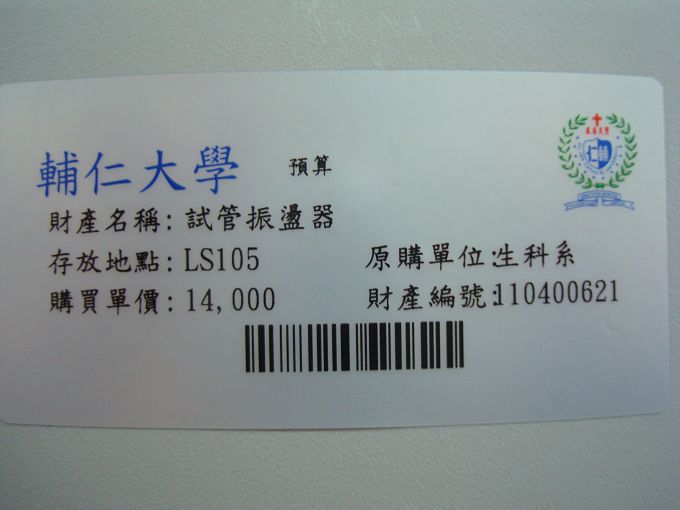 輔仁大學 預算
財產名稱: 試管振盪器
存放地點: LS105 原購單位:生科系
購買單價: 14,000 財產編號:110400621